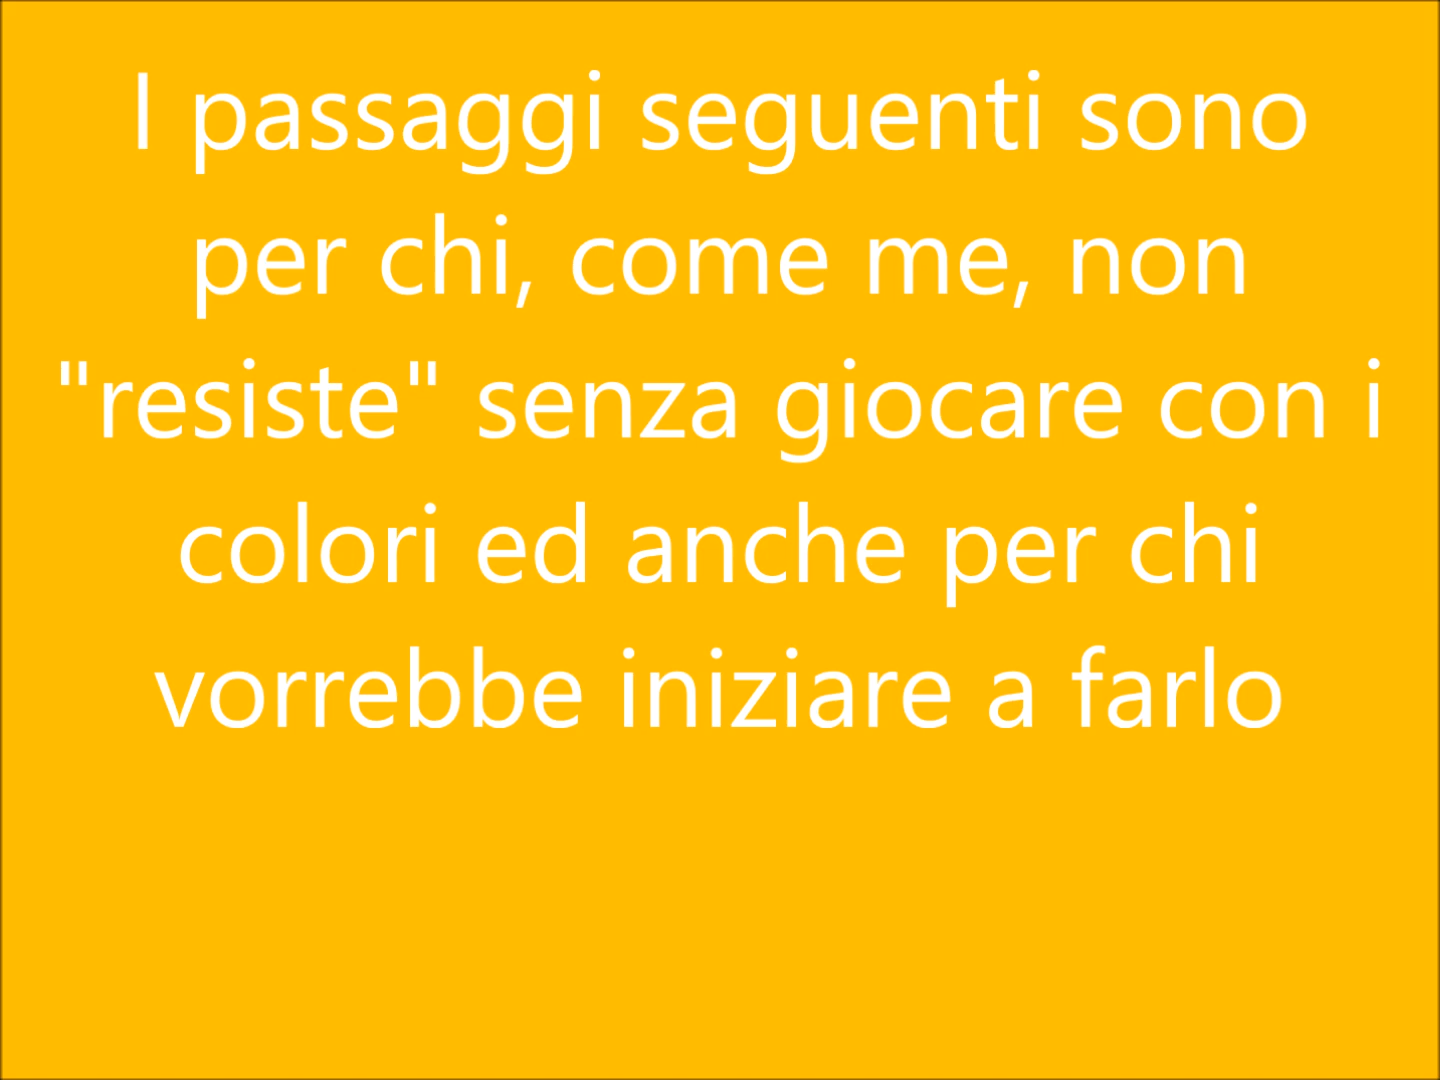 I passaggi seguenti sono
per chi, come me, non
"resiste" senza giocare con i
colori ed anche per chi
vorrebbe iniziare a farlo